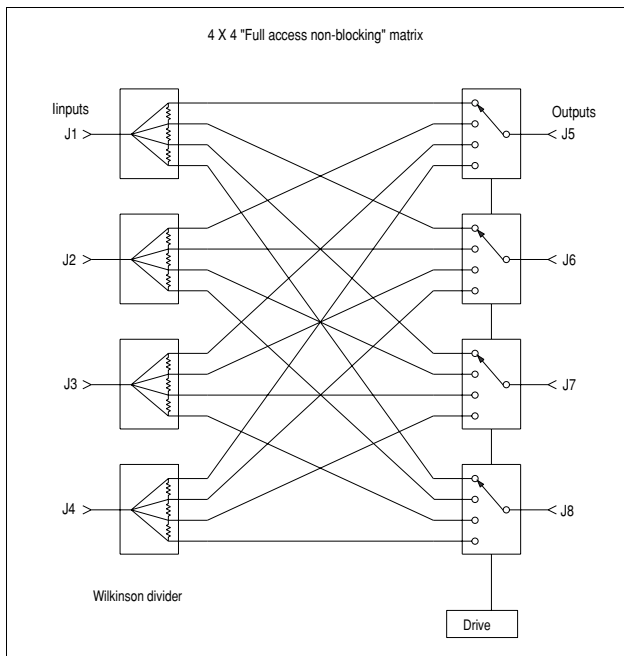 4 X 4 "Full access non-blocking" matrix
Iinputs
Outputs
J1
J5
J2
J6
J3
J7
J4
J8
Wilkinson divider
Drive